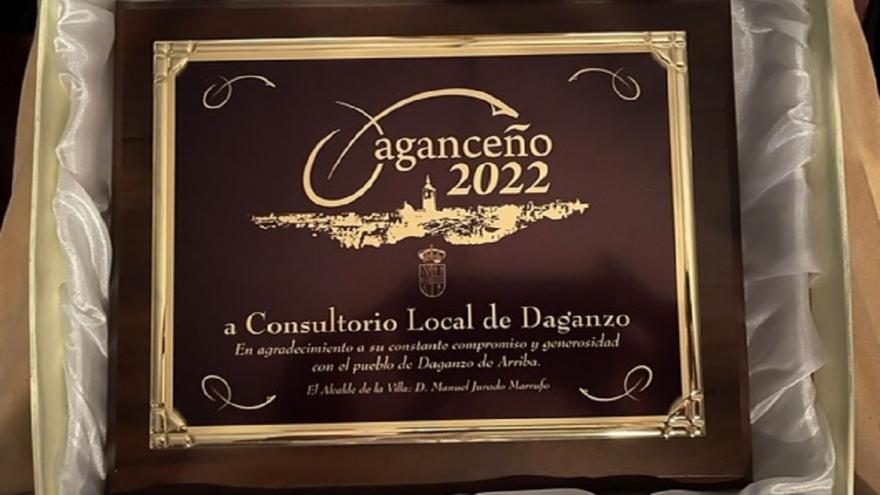 Daganceño
2022
a Consultorio Local de Daganzo
En agradecimiento a su constante compromiso y generosidad
con el pueblo de Daganzo de Arriba.
El Alcalde de la Villa: D. Manuel Jurado Marrufo